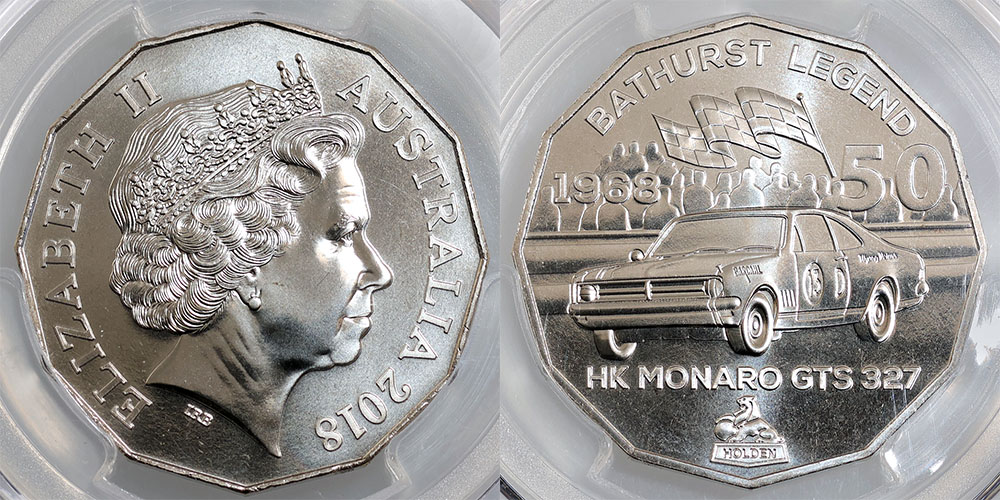 ELIZABETH II
AUSTRALIA 2018
IRB
BATHURST LEGEND
1968
50
HK MONARO GTS 327
HOLDEN